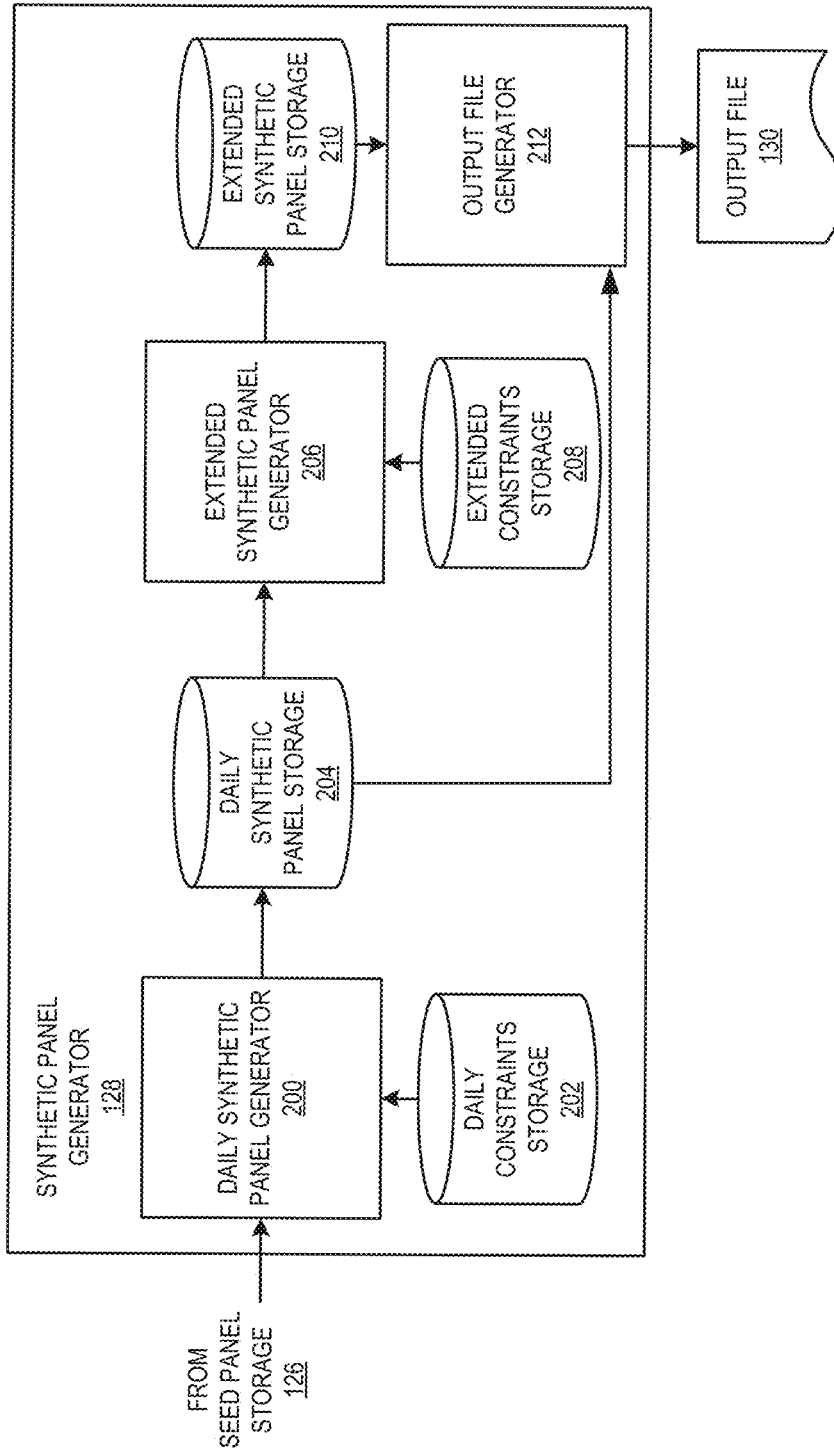 SYNTHETIC PANEL
GENERATOR
128
FROM
SEED PANEL
STORAGE
126
DAILY SYNTHETIC
PANEL GENERATOR
200
DAILY
CONSTRAINTS
STORAGE
202
DAILY
SYNTHETIC
PANEL STORAGE
204
EXTENDED
SYNTHETIC PANEL
GENERATOR
206
EXTENDED
CONSTRAINTS
STORAGE
208
EXTENDED
SYNTHETIC
PANEL STORAGE
210
OUTPUT FILE
GENERATOR
212
OUTPUT FILE
130